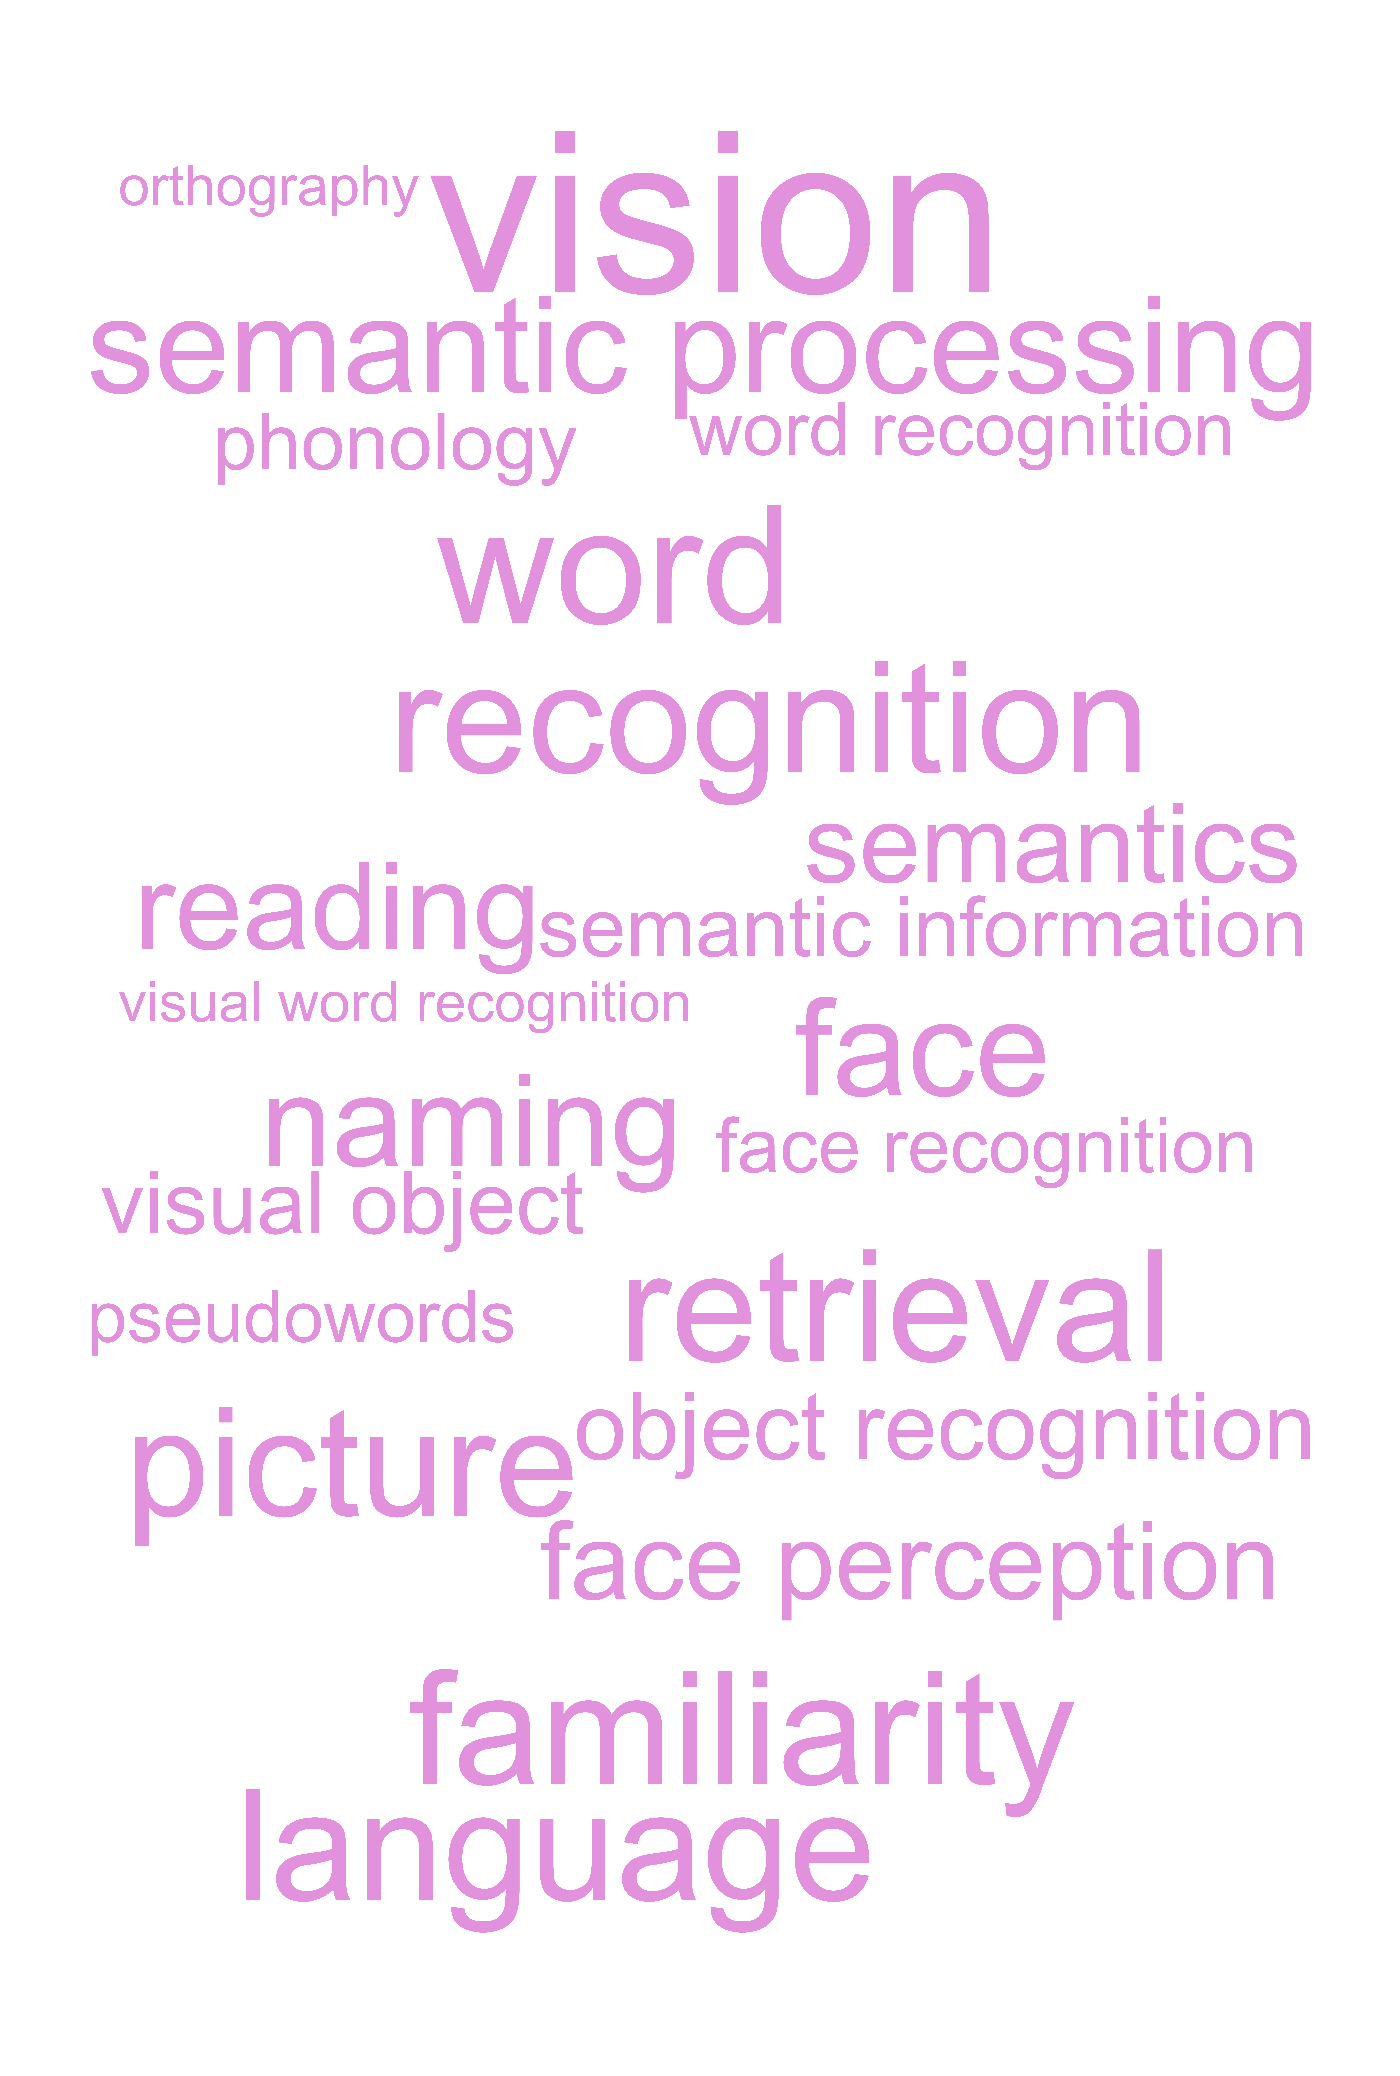 orthography
vision
semantic processing
phonology
word recognition
word
recognition
semantics
reading
semantic information
visual word recognition
face
naming
face recognition
visual object
retrieval
pseudowords
object recognition
picture
face perception
familiarity
language